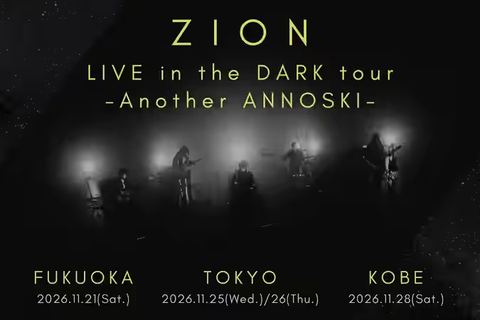 ZION
LIVE in the DARK tour
-Another ANNOSKI-
FUKUOKA
2026.11.21(Sat.)
TOKYO
2026.11.25(Wed.)/26(Thu.)
KOBE
2026.11.28(Sat.)